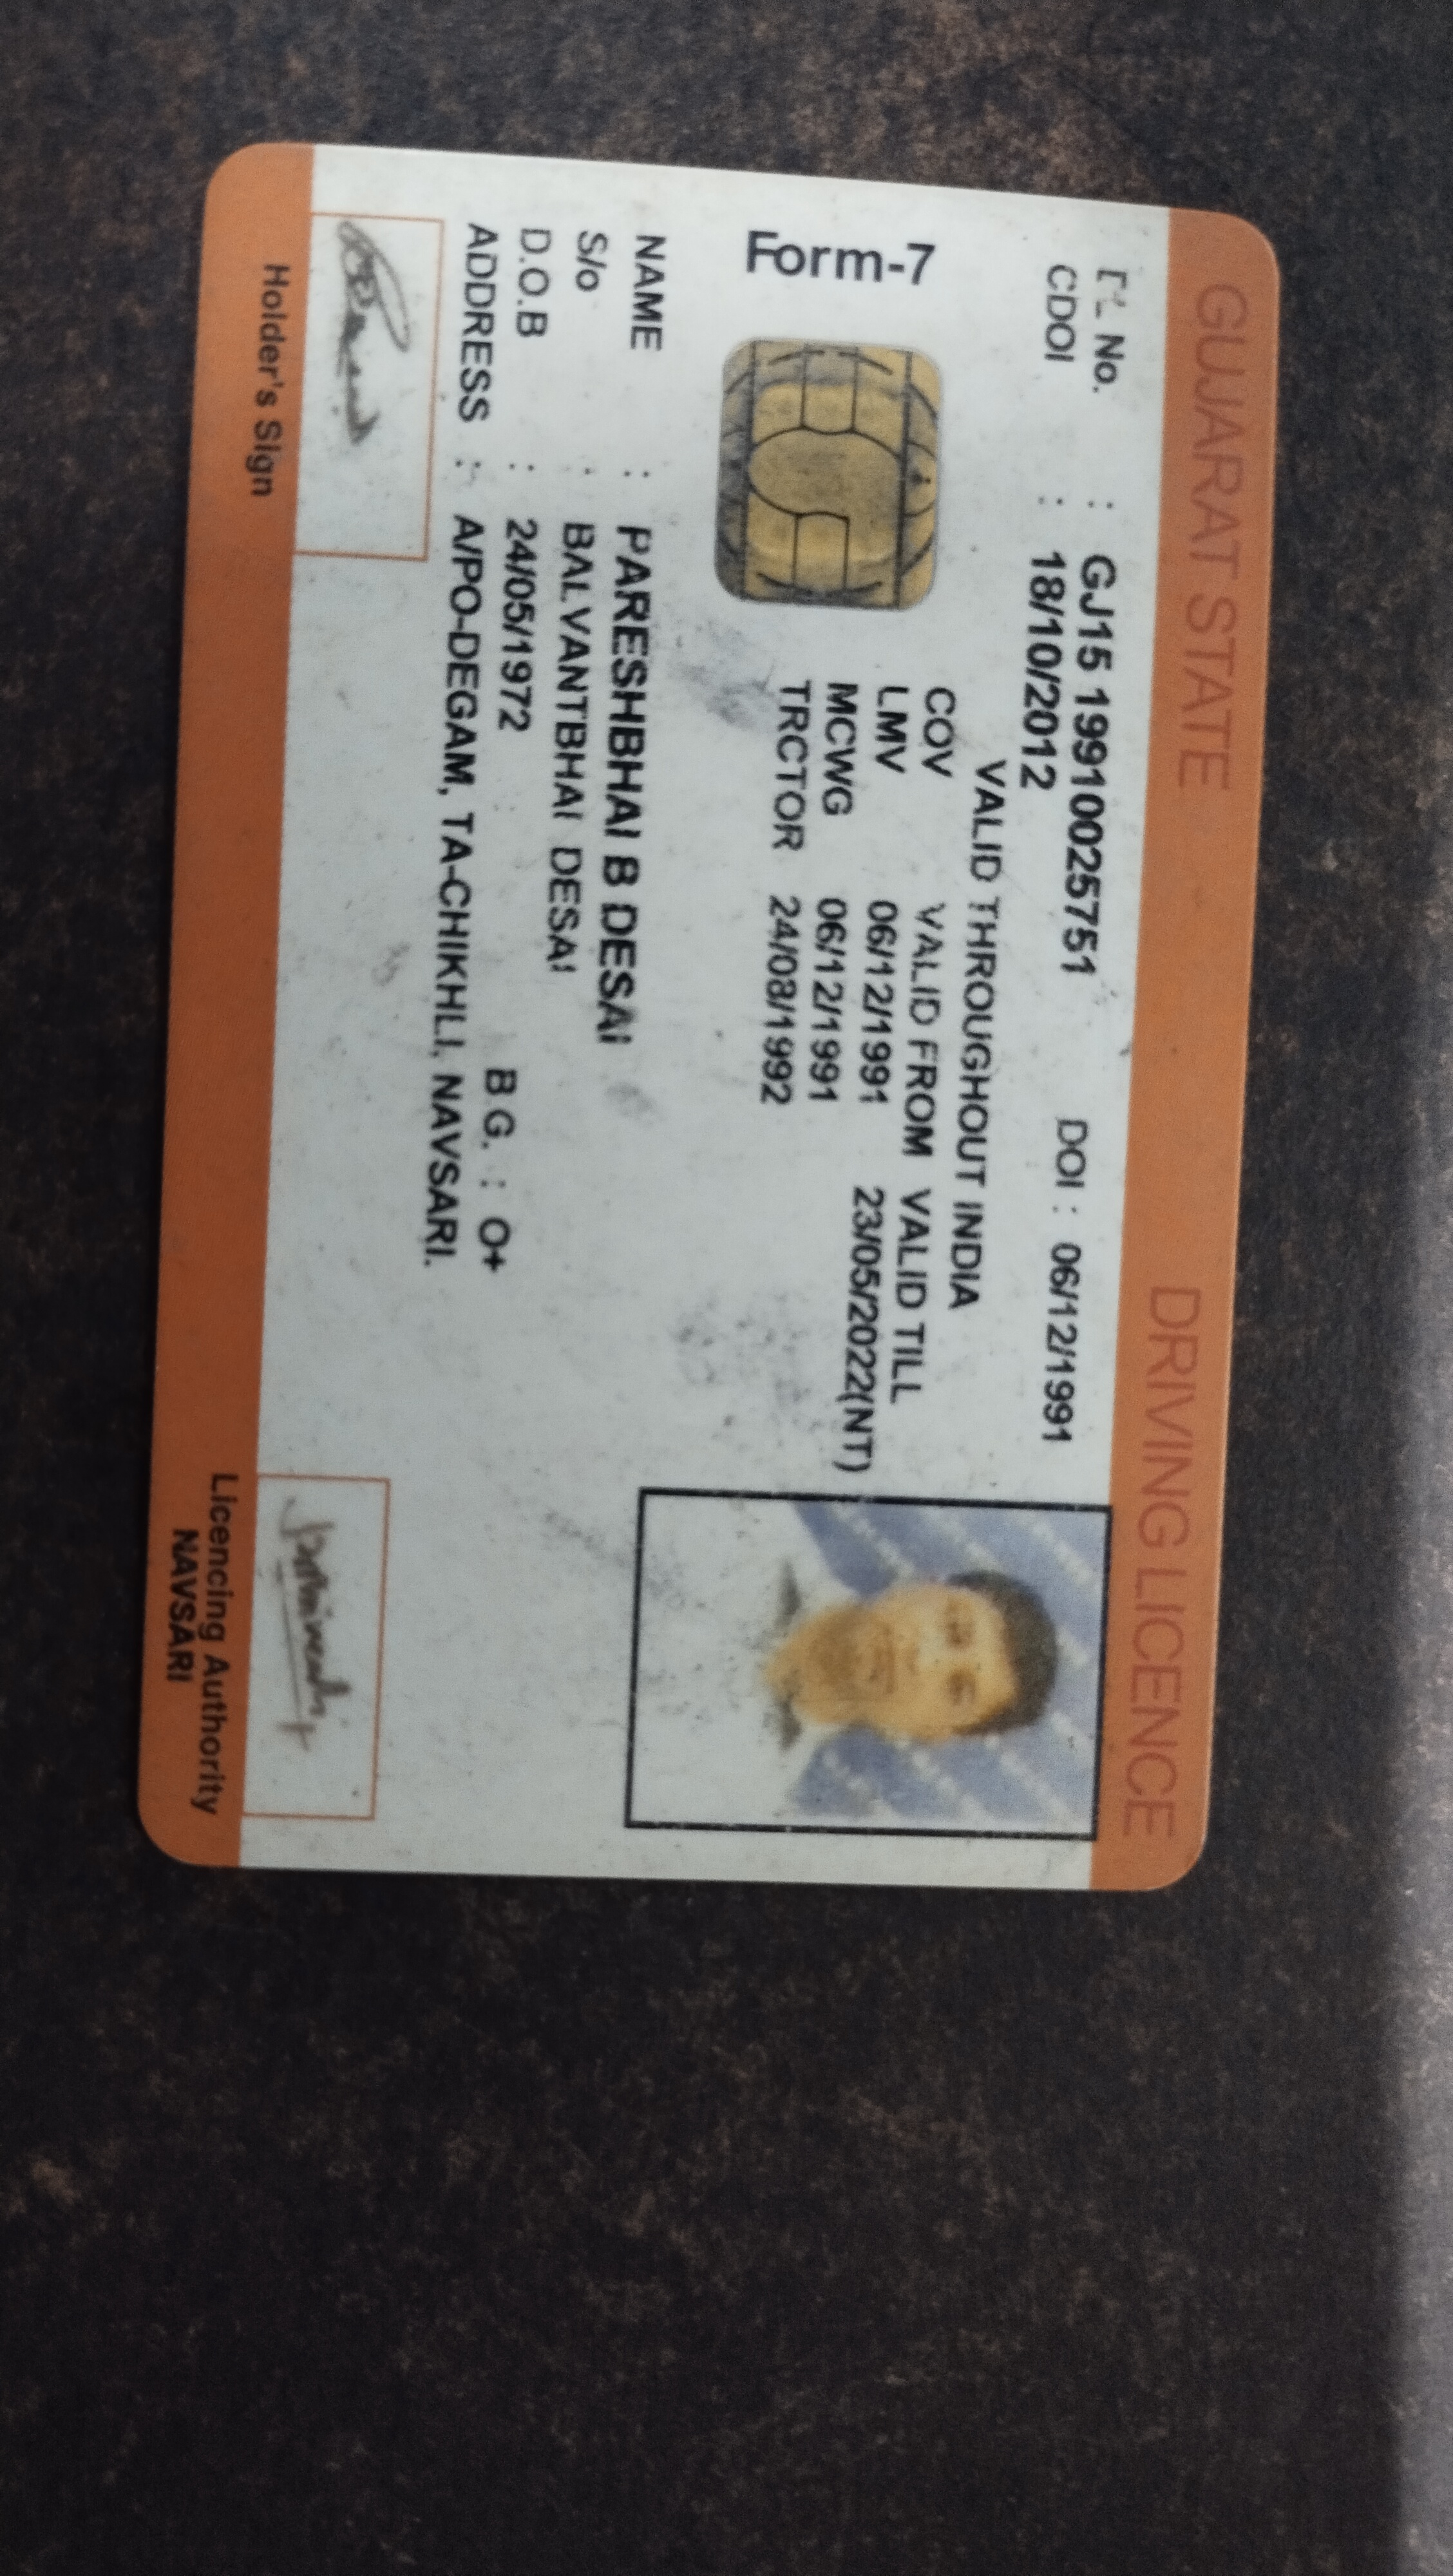 GUJARAT STATE DRIVING LICENCE
DL No. : GJ15 19910025751 DOI : 06/12/1991
CDOI : 18/10/2012
VALID THROUGHOUT INDIA
Form-7
COV VALID FROM VALID TILL
LMV 06/12/1991 23/05/2022(NT)
MCWG 06/12/1991
TRCTOR 24/08/1992
NAME : PARESHBHAI B DESAI
S/o : BALVANTBHAI DESAI
D.O.B : 24/05/1972 B.G. : O+
ADDRESS : A/PO-DEGAM, TA-CHIKHLI, NAVSARI.
Holder's Sign
Licencing Authority
NAVSARI